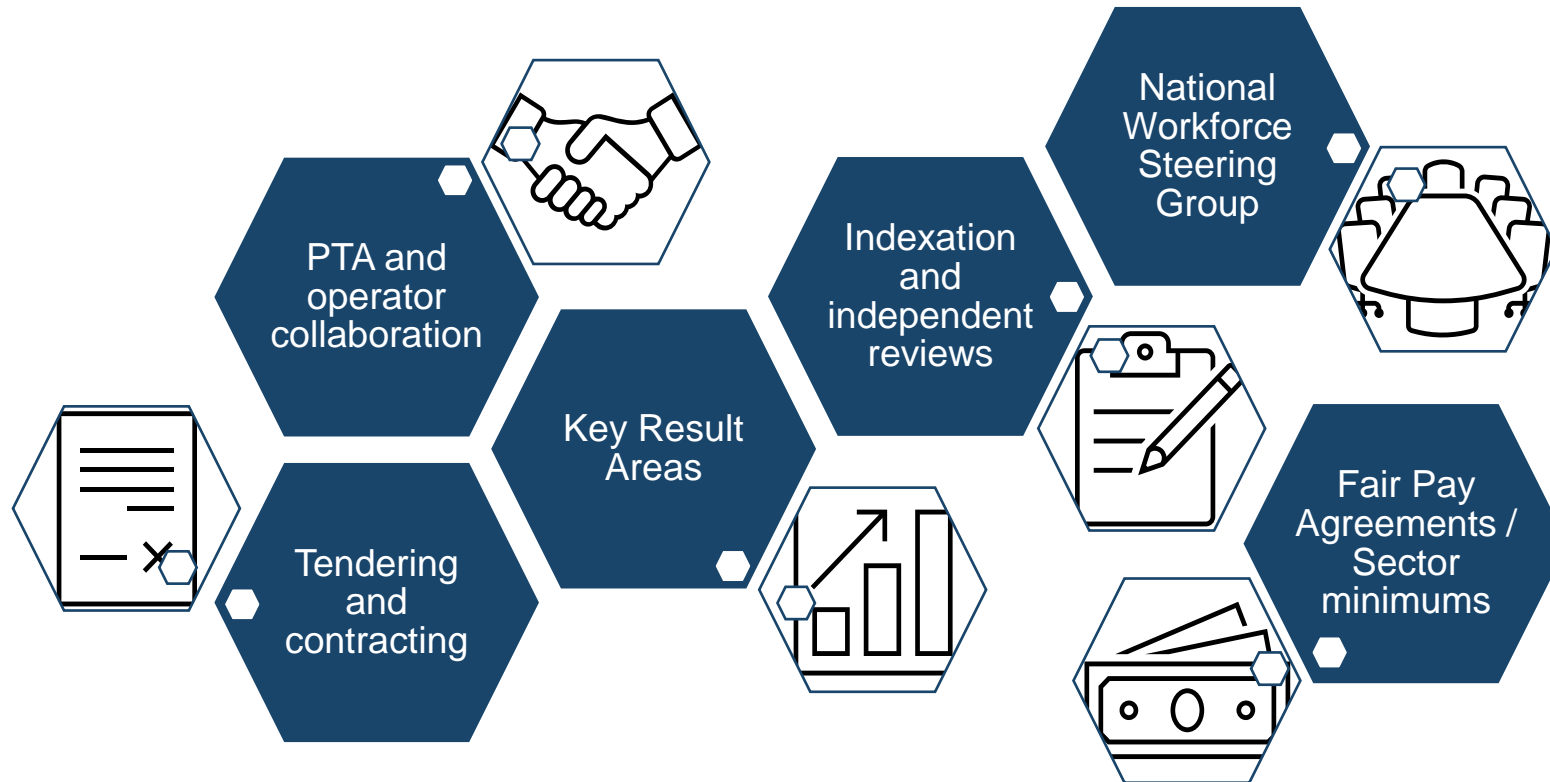 PTA and
operator
collaboration
Tendering
and
contracting
Key Result
Areas
Indexation
and
independent
reviews
National
Workforce
Steering
Group
Fair Pay
Agreements /
Sector
minimums